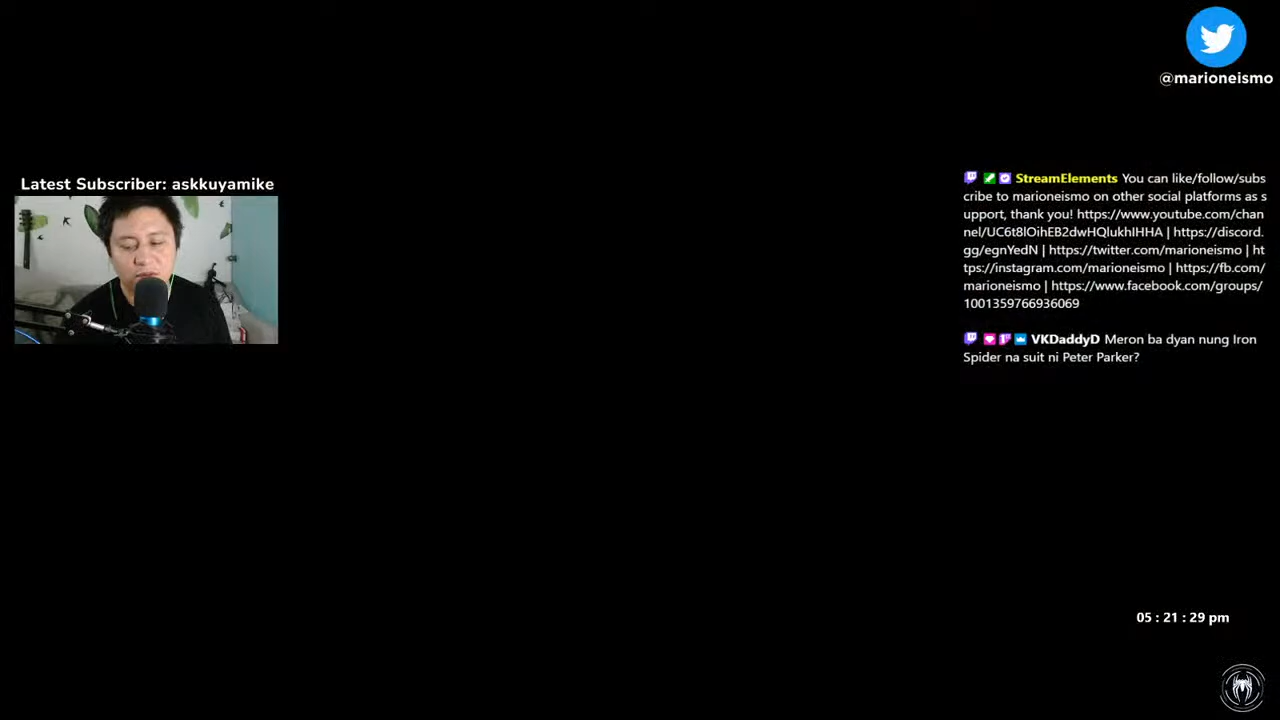 @marioneismo
Latest Subscriber: askkuyamike
StreamElements You can like/follow/subs
cribe to marioneismo on other social platforms as s
upport, thank you! https://www.youtube.com/chan
nel/UC6t8lOihEB2dwHQlukhIHHA | https://discord.
gg/egnYedN | https://twitter.com/marioneismo | ht
tps://instagram.com/marioneismo | https://fb.com/
marioneismo | https://www.facebook.com/groups/
1001359766936069
VKDaddyD Meron ba dyan nung Iron
Spider na suit ni Peter Parker?
05 : 21 : 29 pm